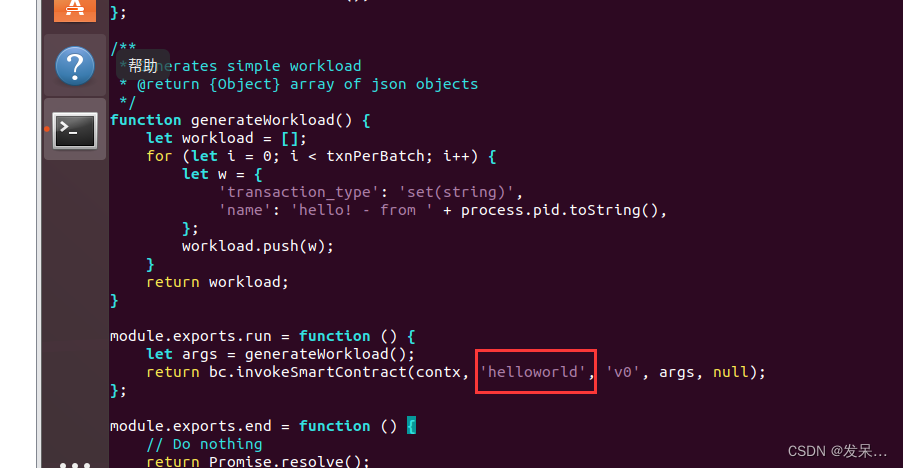 };
/**
* Generates simple workload
帮助
* @return {Object} array of json objects
*/
function generateWorkload() {
let workload = [];
for (let i = 0; i < txnPerBatch; i++) {
let w = {
'transaction_type': 'set(string)',
'name': 'hello! - from ' + process.pid.toString(),
};
workload.push(w);
}
return workload;
}
module.exports.run = function () {
let args = generateWorkload();
return bc.invokeSmartContract(contx, 'helloworld', 'v0', args, null);
};
module.exports.end = function () {
// Do nothing
return Promise.resolve();
CSDN @发呆...